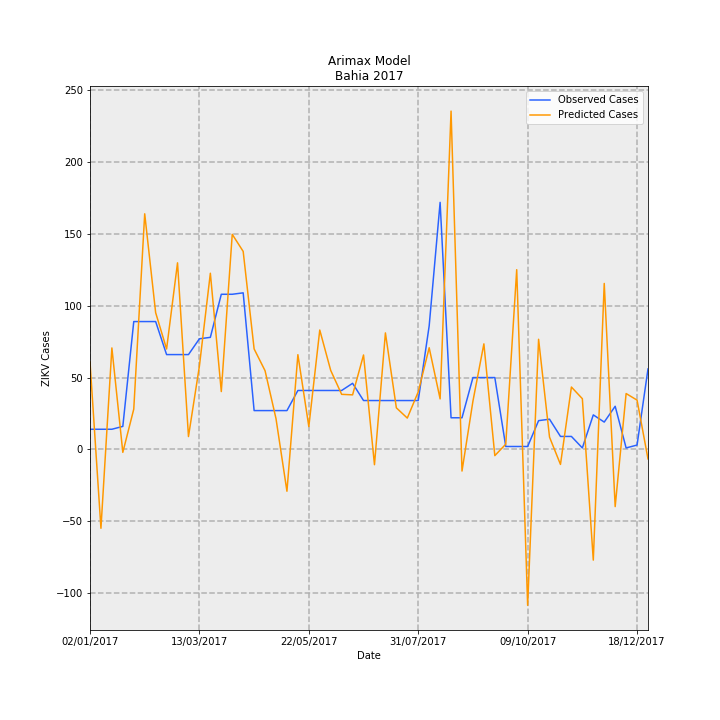 Arimax Model
Bahia 2017
Observed Cases
Predicted Cases
250
200
150
100
50
0
−50
−100
ZIKV Cases
02/01/2017
13/03/2017
22/05/2017
31/07/2017
09/10/2017
18/12/2017
Date